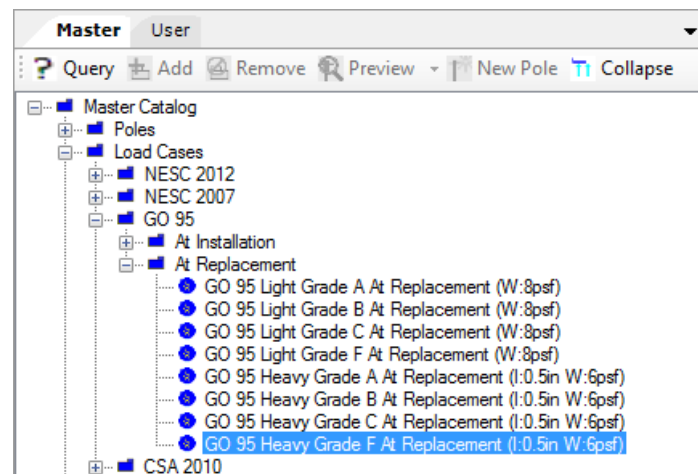 Master User
Query Add Remove Preview New Pole Collapse
Master Catalog
Poles
Load Cases
NESC 2012
NESC 2007
GO 95
At Installation
At Replacement
GO 95 Light Grade A At Replacement (W:8psf)
GO 95 Light Grade B At Replacement (W:8psf)
GO 95 Light Grade C At Replacement (W:8psf)
GO 95 Light Grade F At Replacement (W:8psf)
GO 95 Heavy Grade A At Replacement (I:0.5in W:6psf)
GO 95 Heavy Grade B At Replacement (I:0.5in W:6psf)
GO 95 Heavy Grade C At Replacement (I:0.5in W:6psf)
GO 95 Heavy Grade F At Replacement (I:0.5in W:6psf)
CSA 2010